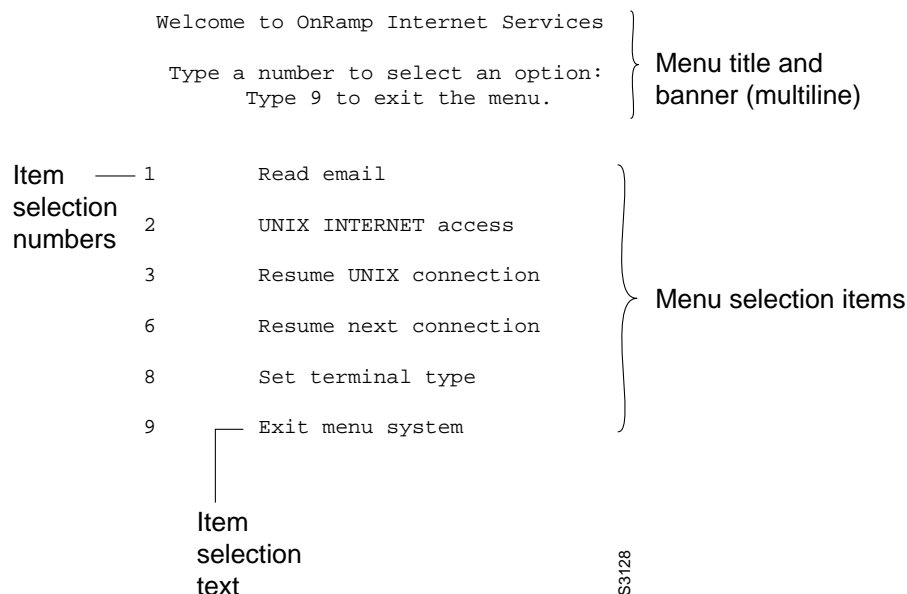 Welcome to OnRamp Internet Services
Type a number to select an option:
Type 9 to exit the menu.
Menu title and
banner (multiline)
Item
selection
numbers
1 Read email
2 UNIX INTERNET access
3 Resume UNIX connection
6 Resume next connection
8 Set terminal type
9 Exit menu system
Menu selection items
Item
selection
text
S3128